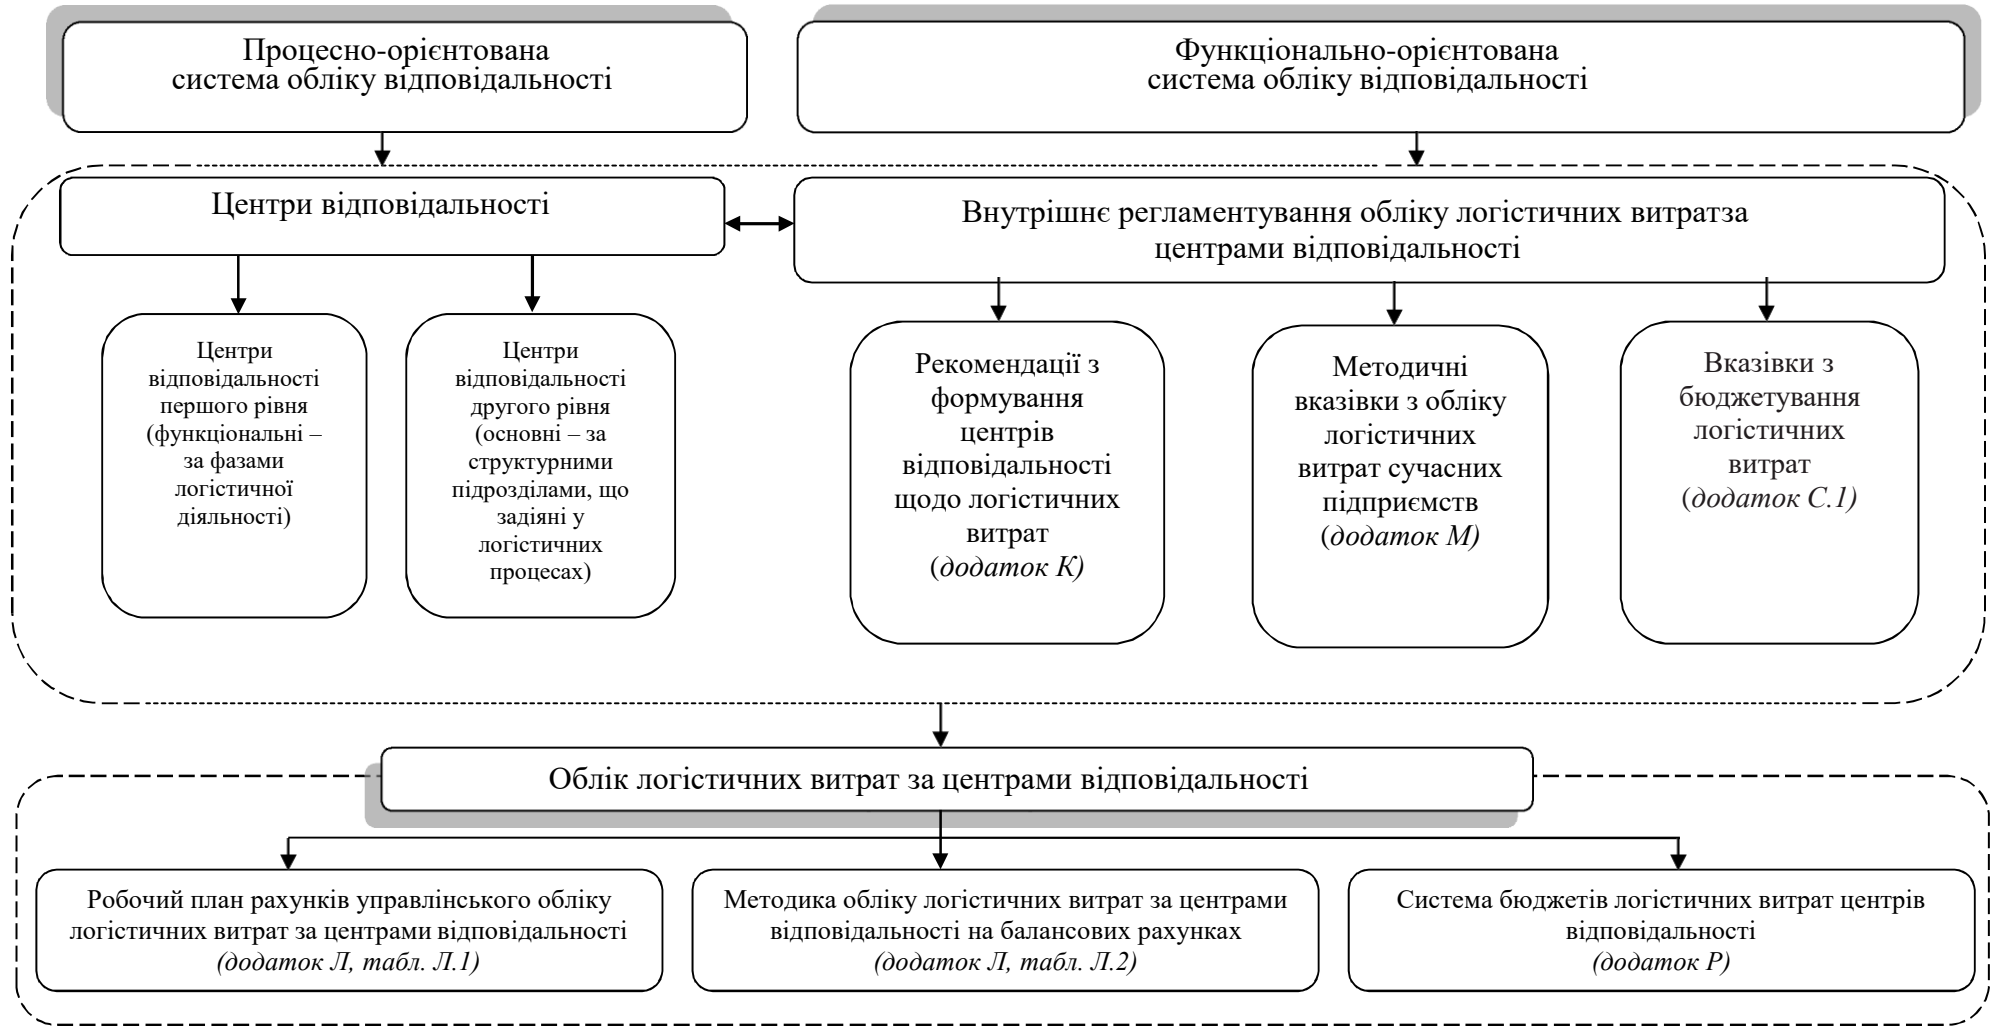 Процесно-орієнтована
система обліку відповідальності
Функціонально-орієнтована
система обліку відповідальності
Центри відповідальності
Внутрішнє регламентування обліку логістичних витратза
центрами відповідальності
Центри
відповідальності
першого рівня
(функціональні –
за фазами
логістичної
діяльності)
Центри
відповідальності
другого рівня
(основні – за
структурними
підрозділами, що
задіяні у
логістичних
процесах)
Рекомендації з
формування
центрів
відповідальності
щодо логістичних
витрат
(додаток К)
Методичні
вказівки з обліку
логістичних
витрат сучасних
підприємств
(додаток М)
Вказівки з
бюджетування
логістичних
витрат
(додаток С.1)
Облік логістичних витрат за центрами відповідальності
Робочий план рахунків управлінського обліку
логістичних витрат за центрами відповідальності
(додаток Л, табл. Л.1)
Методика обліку логістичних витрат за центрами
відповідальності на балансових рахунках
(додаток Л, табл. Л.2)
Система бюджетів логістичних витрат центрів
відповідальності
(додаток Р)